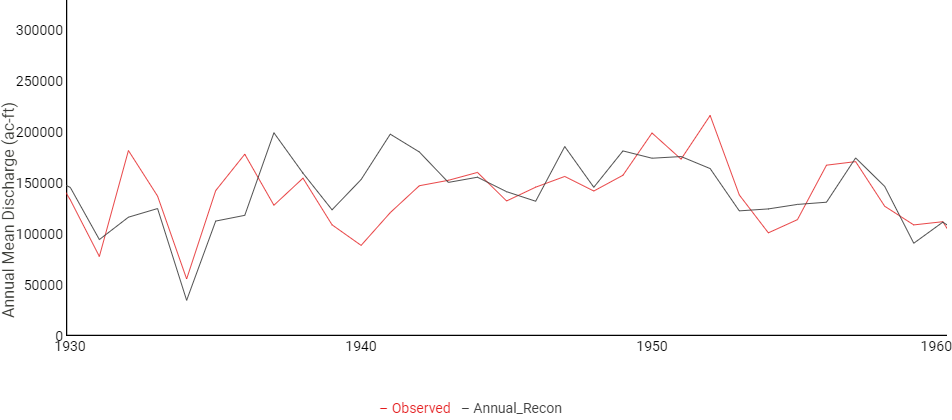 Annual Mean Discharge (ac-ft)
300000
250000
200000
150000
100000
50000
0
1930 1940 1950 1960
Observed Annual_Recon